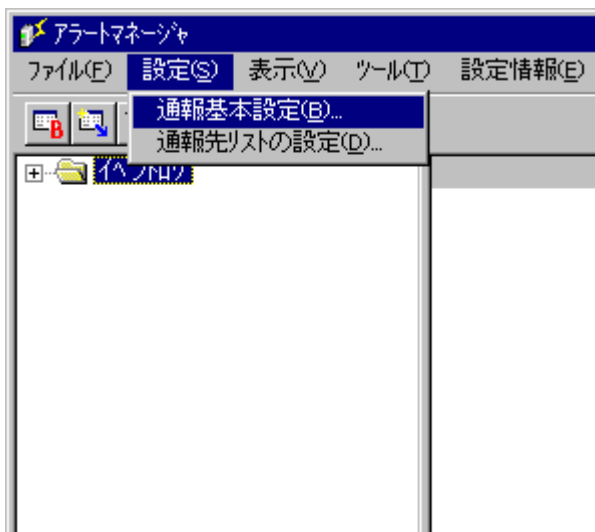 アラートマネージャ
ファイル(F) 設定(S) 表示(V) ツール(T) 設定情報(E)
通報基本設定(B)...
通報先リストの設定(D)...
B